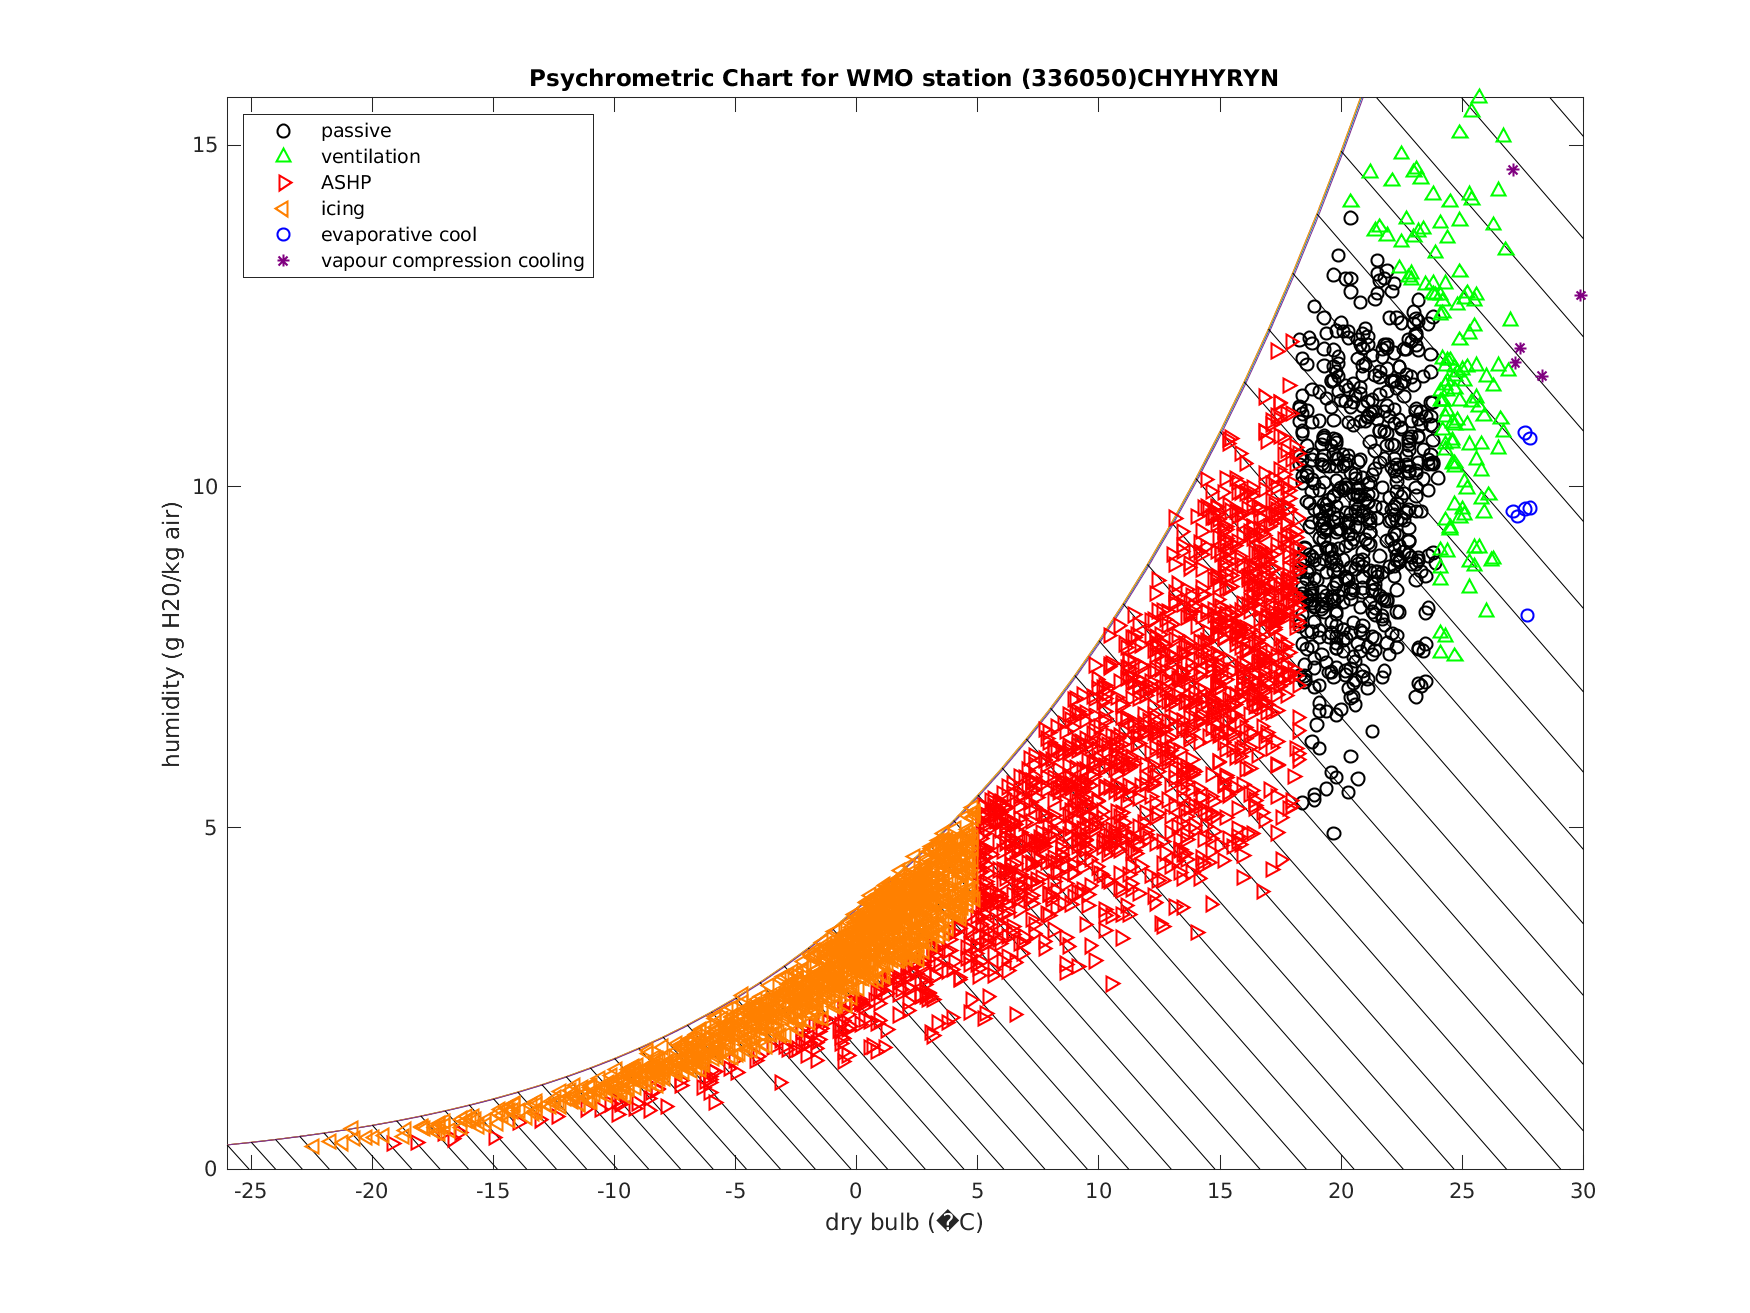 Psychrometric Chart for WMO station (336050)CHYHYRYN
passive
ventilation
ASHP
icing
evaporative cool
vapour compression cooling
15
10
5
0
humidity (g H20/kg air)
-25 -20 -15 -10 -5 0 5 10 15 20 25 30
dry bulb (�C)